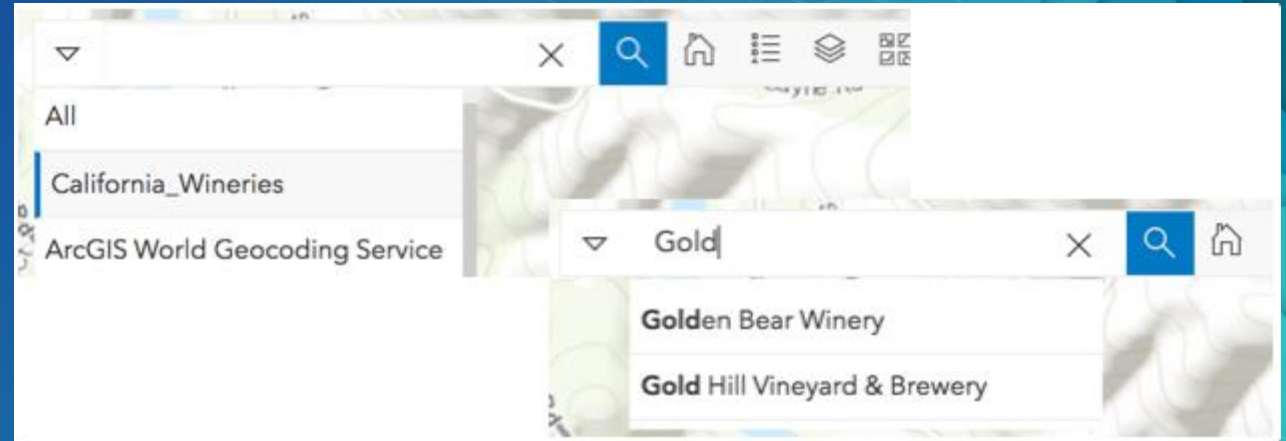 All
California_Wineries
ArcGIS World Geocoding Service
Gold
Golden Bear Winery
Gold Hill Vineyard & Brewery